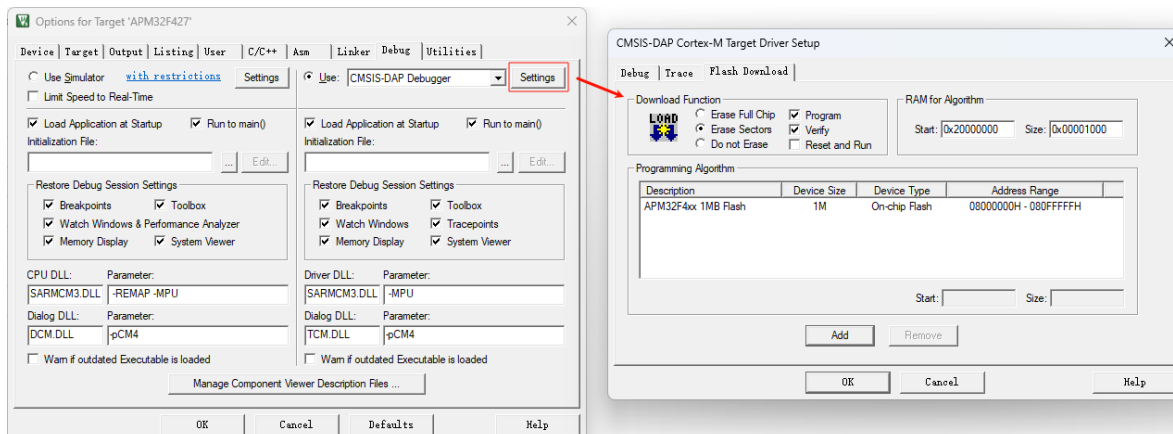 Options for Target 'APM32F427'
Device Target Output Listing User C/C++ Asm Linker Debug Utilities
Use Simulator with restrictions Settings
Limit Speed to Real-Time
Use: CMSIS-DAP Debugger Settings
Load Application at Startup Run to main()
Initialization File:
... Edit...
Load Application at Startup Run to main()
Initialization File:
... Edit...
Restore Debug Session Settings
Breakpoints Toolbox
Watch Windows & Performance Analyzer
Memory Display System Viewer
Restore Debug Session Settings
Breakpoints Toolbox
Watch Windows Tracepoints
Memory Display System Viewer
CPU DLL: Parameter:
SARMCM3.DLL -REMAP -MPU
Dialog DLL: Parameter:
DCM.DLL -pCM4
Warn if outdated Executable is loaded
Driver DLL: Parameter:
SARMCM3.DLL -MPU
Dialog DLL: Parameter:
TCM.DLL -pCM4
Warn if outdated Executable is loaded
Manage Component Viewer Description Files ...
OK Cancel Defaults Help
CMSIS-DAP Cortex-M Target Driver Setup
Debug Trace Flash Download
Download Function
LOAD
Erase Full Chip Program
Erase Sectors Verify
Do not Erase Reset and Run
RAM for Algorithm
Start: 0x20000000 Size: 0x00001000
Programming Algorithm
Description Device Size Device Type Address Range
APM32F4xx 1MB Flash 1M On-chip Flash 08000000H - 080FFFFFH
Start: Size:
Add Remove
OK Cancel Help